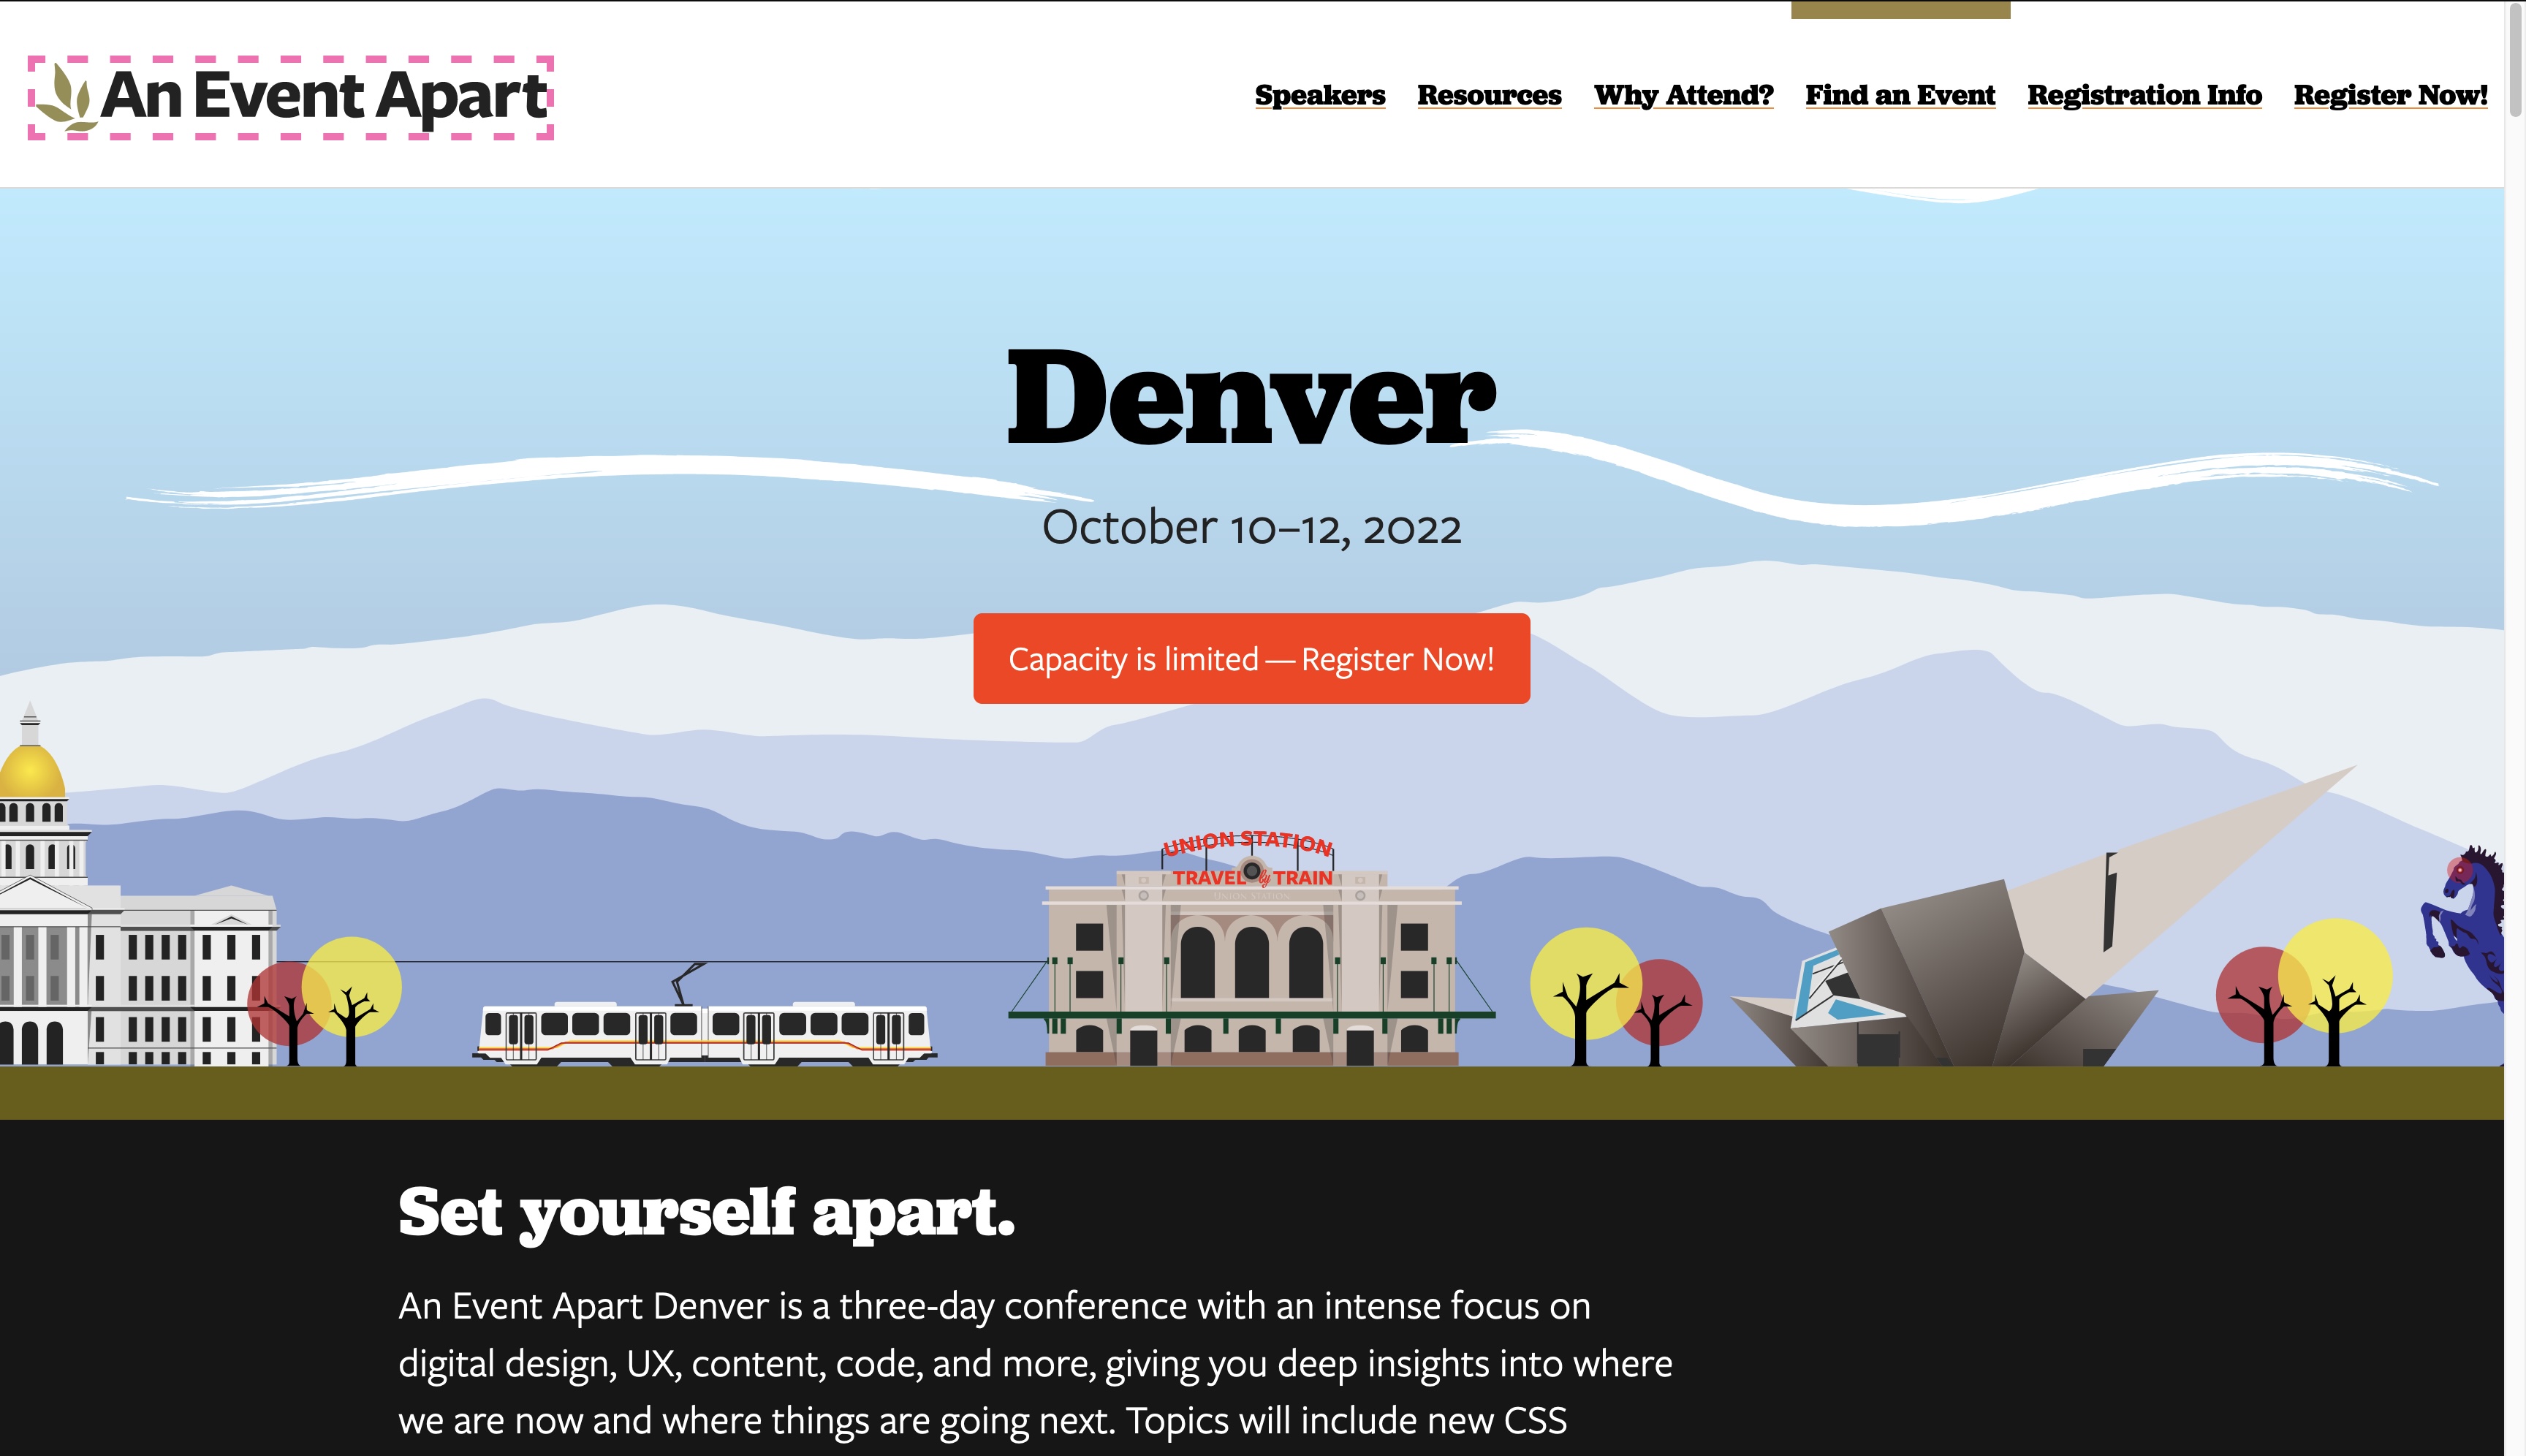 An Event Apart
Speakers Resources Why Attend? Find an Event Registration Info Register Now!
Denver
October 10–12, 2022
Capacity is limited — Register Now!
UNION STATION
TRAVEL by TRAIN
UNION STATION
Set yourself apart.
An Event Apart Denver is a three-day conference with an intense focus on
digital design, UX, content, code, and more, giving you deep insights into where
we are now and where things are going next. Topics will include new CSS